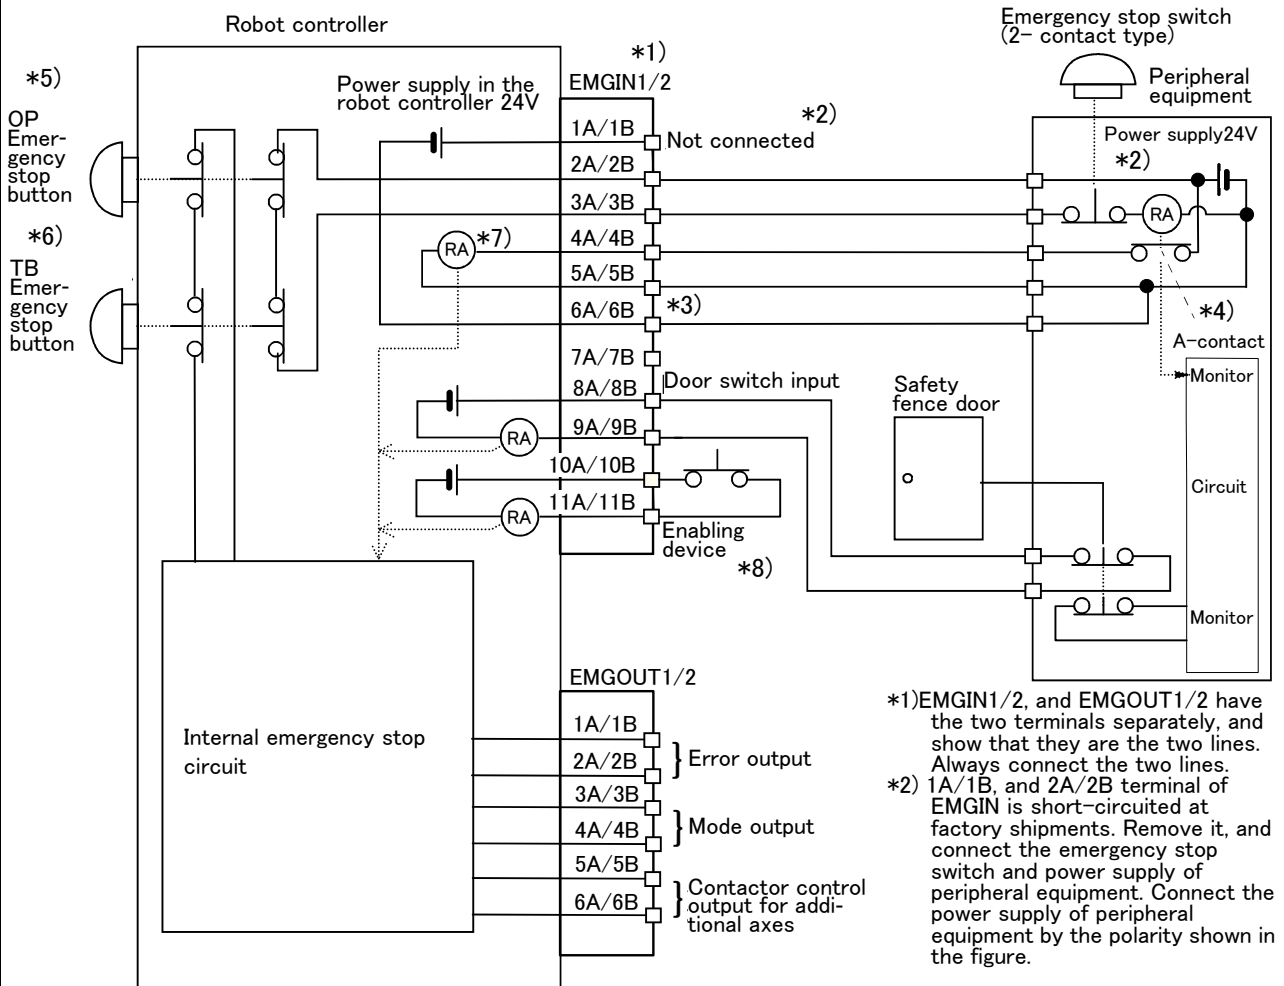 Robot controller
Emergency stop switch
(2- contact type)
*1)
*5)
Power supply in the
robot controller 24V
EMGIN1/2
Peripheral
equipment
OP
Emer-
gency
stop
button
1A/1B
Not connected
*2)
Power supply24V
*2)
2A/2B
3A/3B
RA
*6)
RA
*7)
4A/4B
TB
Emer-
gency
stop
button
5A/5B
6A/6B
*3)
*4)
A-contact
7A/7B
Monitor
8A/8B
Door switch input
Safety
fence door
RA
9A/9B
10A/10B
Circuit
RA
11A/11B
Enabling
device
*8)
Monitor
EMGOUT1/2
Internal emergency stop
circuit
1A/1B
2A/2B
} Error output
3A/3B
4A/4B
} Mode output
5A/5B
6A/6B
} Contactor control
output for addi-
tional axes
*1)EMGIN1/2, and EMGOUT1/2 have
the two terminals separately, and
show that they are the two lines.
Always connect the two lines.
*2) 1A/1B, and 2A/2B terminal of
EMGIN is short-circuited at
factory shipments. Remove it, and
connect the emergency stop
switch and power supply of
peripheral equipment. Connect the
power supply of peripheral
equipment by the polarity shown in
the figure.